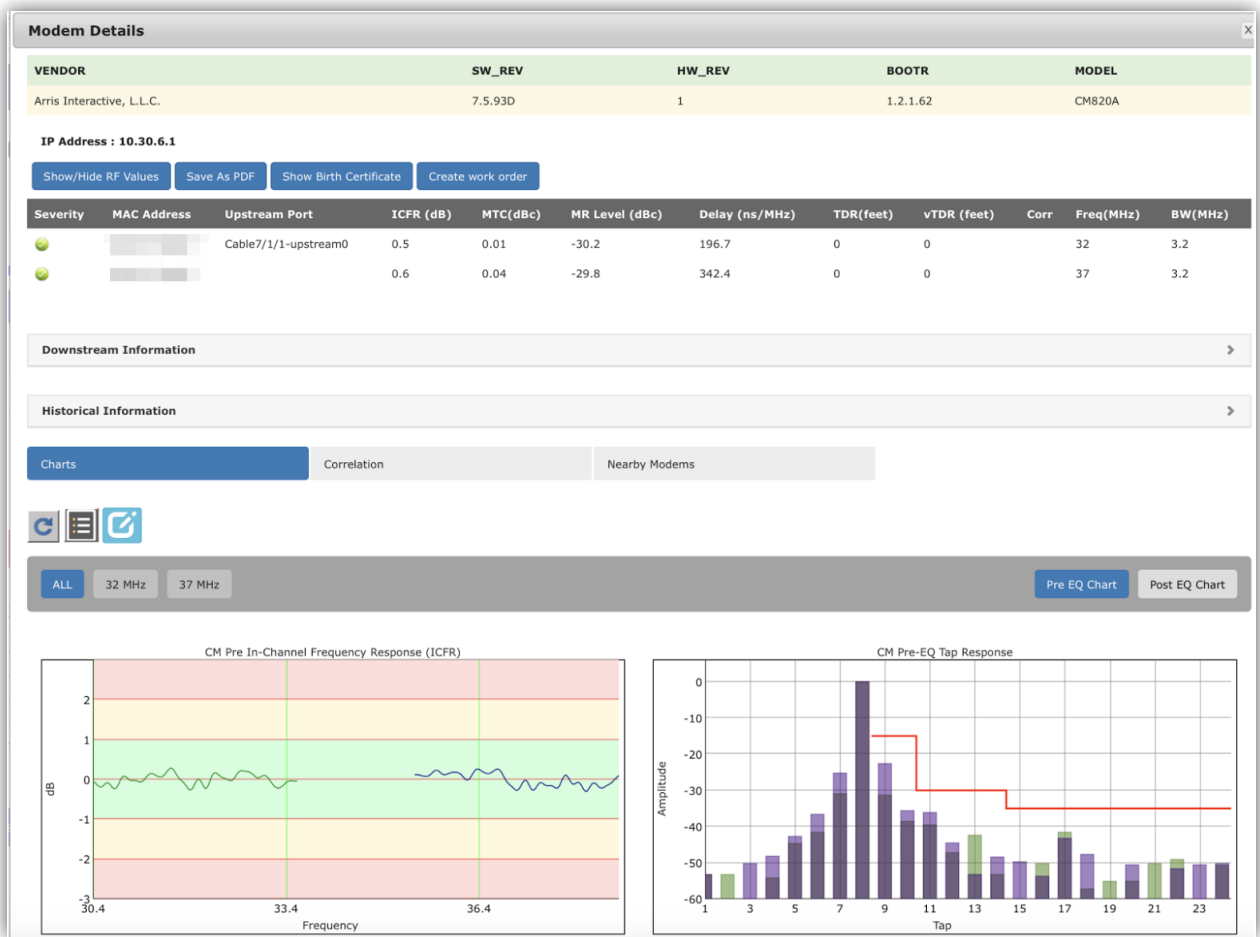 Modem Details
X
VENDOR SW_REV HW_REV BOOTR MODEL
Arris Interactive, L.L.C. 7.5.93D 1 1.2.1.62 CM820A
IP Address : 10.30.6.1
Show/Hide RF Values Save As PDF Show Birth Certificate Create work order
Severity MAC Address Upstream Port ICFR (dB) MTC(dBc) MR Level (dBc) Delay (ns/MHz) TDR(feet) vTDR (feet) Corr Freq(MHz) BW(MHz)
Cable7/1/1-upstream0 0.5 0.01 -30.2 196.7 0 0 32 3.2
0.6 0.04 -29.8 342.4 0 0 37 3.2
Downstream Information
Historical Information
Charts Correlation Nearby Modems
ALL 32 MHz 37 MHz Pre EQ Chart Post EQ Chart
CM Pre In-Channel Frequency Response (ICFR)
2
1
0
-1
-2
-3
dB
30.4 33.4 36.4
Frequency
CM Pre-EQ Tap Response
0
-10
-20
-30
-40
-50
-60
Amplitude
1 3 5 7 9 11 13 15 17 19 21 23
Tap